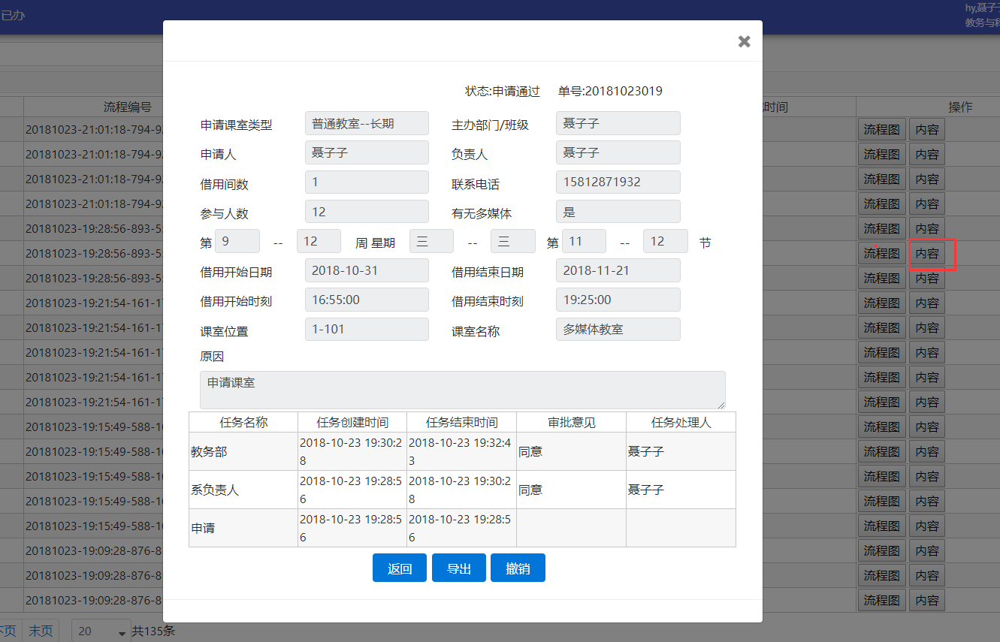 已办
hy,聂子子
教务与科
流程编号
时间
操作
20181023-21:01:18-794-9 流程图 内容
20181023-21:01:18-794-9 流程图 内容
20181023-21:01:18-794-9 流程图 内容
20181023-21:01:18-794-9 流程图 内容
20181023-19:28:56-893-5 流程图 内容
20181023-19:28:56-893-5 流程图 内容
20181023-19:28:56-893-5 流程图 内容
20181023-19:21:54-161-1 流程图 内容
20181023-19:21:54-161-1 流程图 内容
20181023-19:21:54-161-1 流程图 内容
20181023-19:21:54-161-1 流程图 内容
20181023-19:21:54-161-1 流程图 内容
20181023-19:15:49-588-1 流程图 内容
20181023-19:15:49-588-1 流程图 内容
20181023-19:15:49-588-1 流程图 内容
20181023-19:15:49-588-1 流程图 内容
20181023-19:15:49-588-1 流程图 内容
20181023-19:09:28-876-8 流程图 内容
20181023-19:09:28-876-8 流程图 内容
20181023-19:09:28-876-8 流程图 内容
下页 末页 20 共135条
状态:申请通过 单号:20181023019
申请课室类型 普通教室--长期 主办部门/班级 聂子子
申请人 聂子子 负责人 聂子子
借用间数 1 联系电话 15812871932
参与人数 12 有无多媒体 是
第 9 -- 12 周 星期 三 -- 三 第 11 -- 12 节
借用开始日期 2018-10-31 借用结束日期 2018-11-21
借用开始时刻 16:55:00 借用结束时刻 19:25:00
课室位置 1-101 课室名称 多媒体教室
原因
申请课室
任务名称 任务创建时间 任务结束时间 审批意见 任务处理人
教务部 2018-10-23 19:30:28 2018-10-23 19:32:43 同意 聂子子
系负责人 2018-10-23 19:28:56 2018-10-23 19:30:28 同意 聂子子
申请 2018-10-23 19:28:56 2018-10-23 19:28:56
返回 导出 撤销